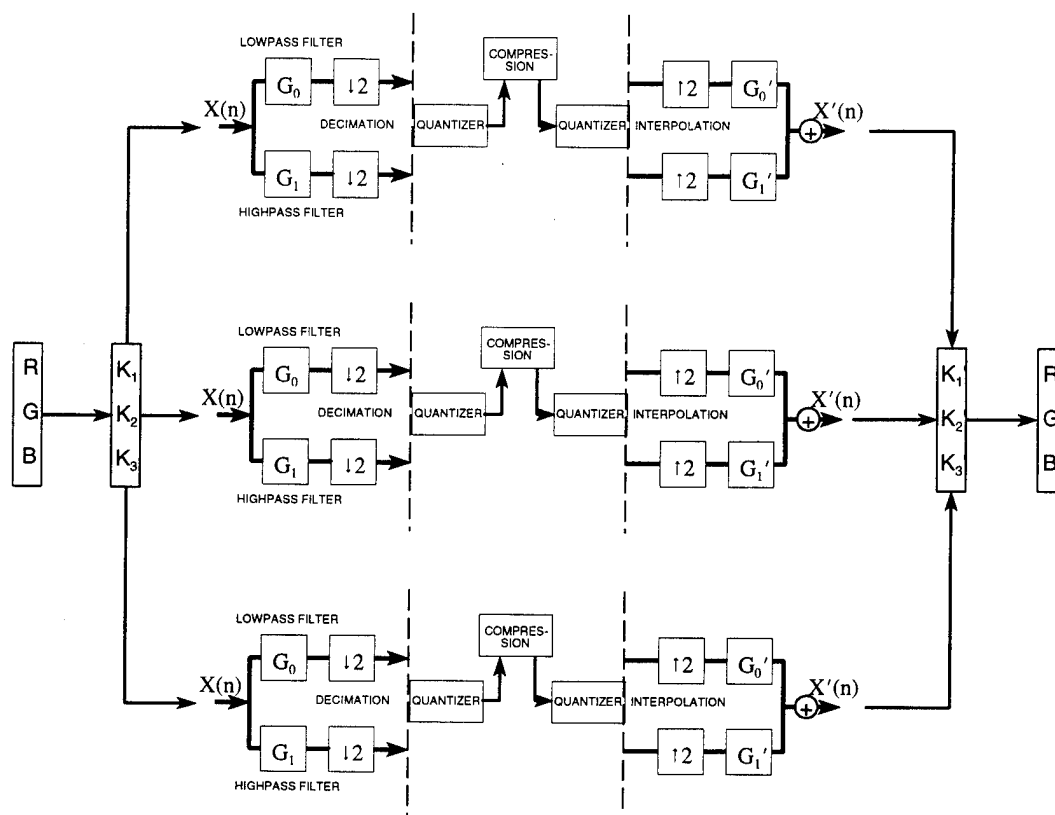 LOWPASS FILTER
COMPRES-
SION
G₀ ↓2
↑2 G₀′
X(n)
DECIMATION
QUANTIZER
QUANTIZER
INTERPOLATION
+
X′(n)
G₁ ↓2
↑2 G₁′
HIGHPASS FILTER
R
G
B
K₁
K₂
K₃
LOWPASS FILTER
COMPRES-
SION
G₀ ↓2
↑2 G₀′
X(n)
DECIMATION
QUANTIZER
QUANTIZER
INTERPOLATION
+
X′(n)
G₁ ↓2
↑2 G₁′
HIGHPASS FILTER
K₁
K₂
K₃
R
G
B
LOWPASS FILTER
COMPRES-
SION
G₀ ↓2
↑2 G₀′
X(n)
DECIMATION
QUANTIZER
QUANTIZER
INTERPOLATION
+
X′(n)
G₁ ↓2
↑2 G₁′
HIGHPASS FILTER